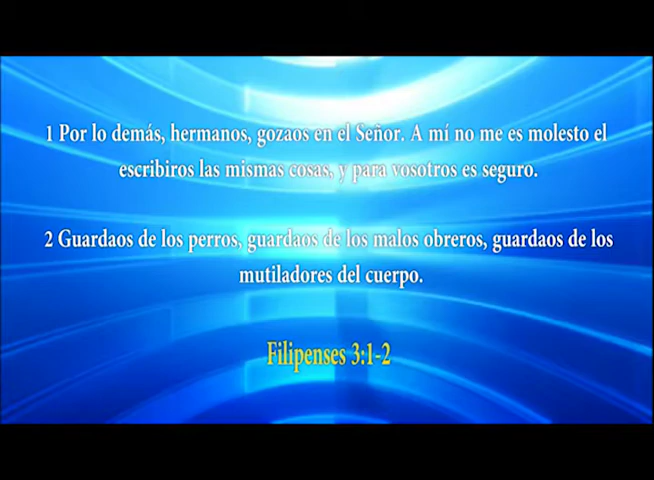 1 Por lo demás, hermanos, gozaos en el Señor. A mí no me es molesto el
escribiros las mismas cosas, y para vosotros es seguro.
2 Guardaos de los perros, guardaos de los malos obreros, guardaos de los
mutiladores del cuerpo.
Filipenses 3:1-2